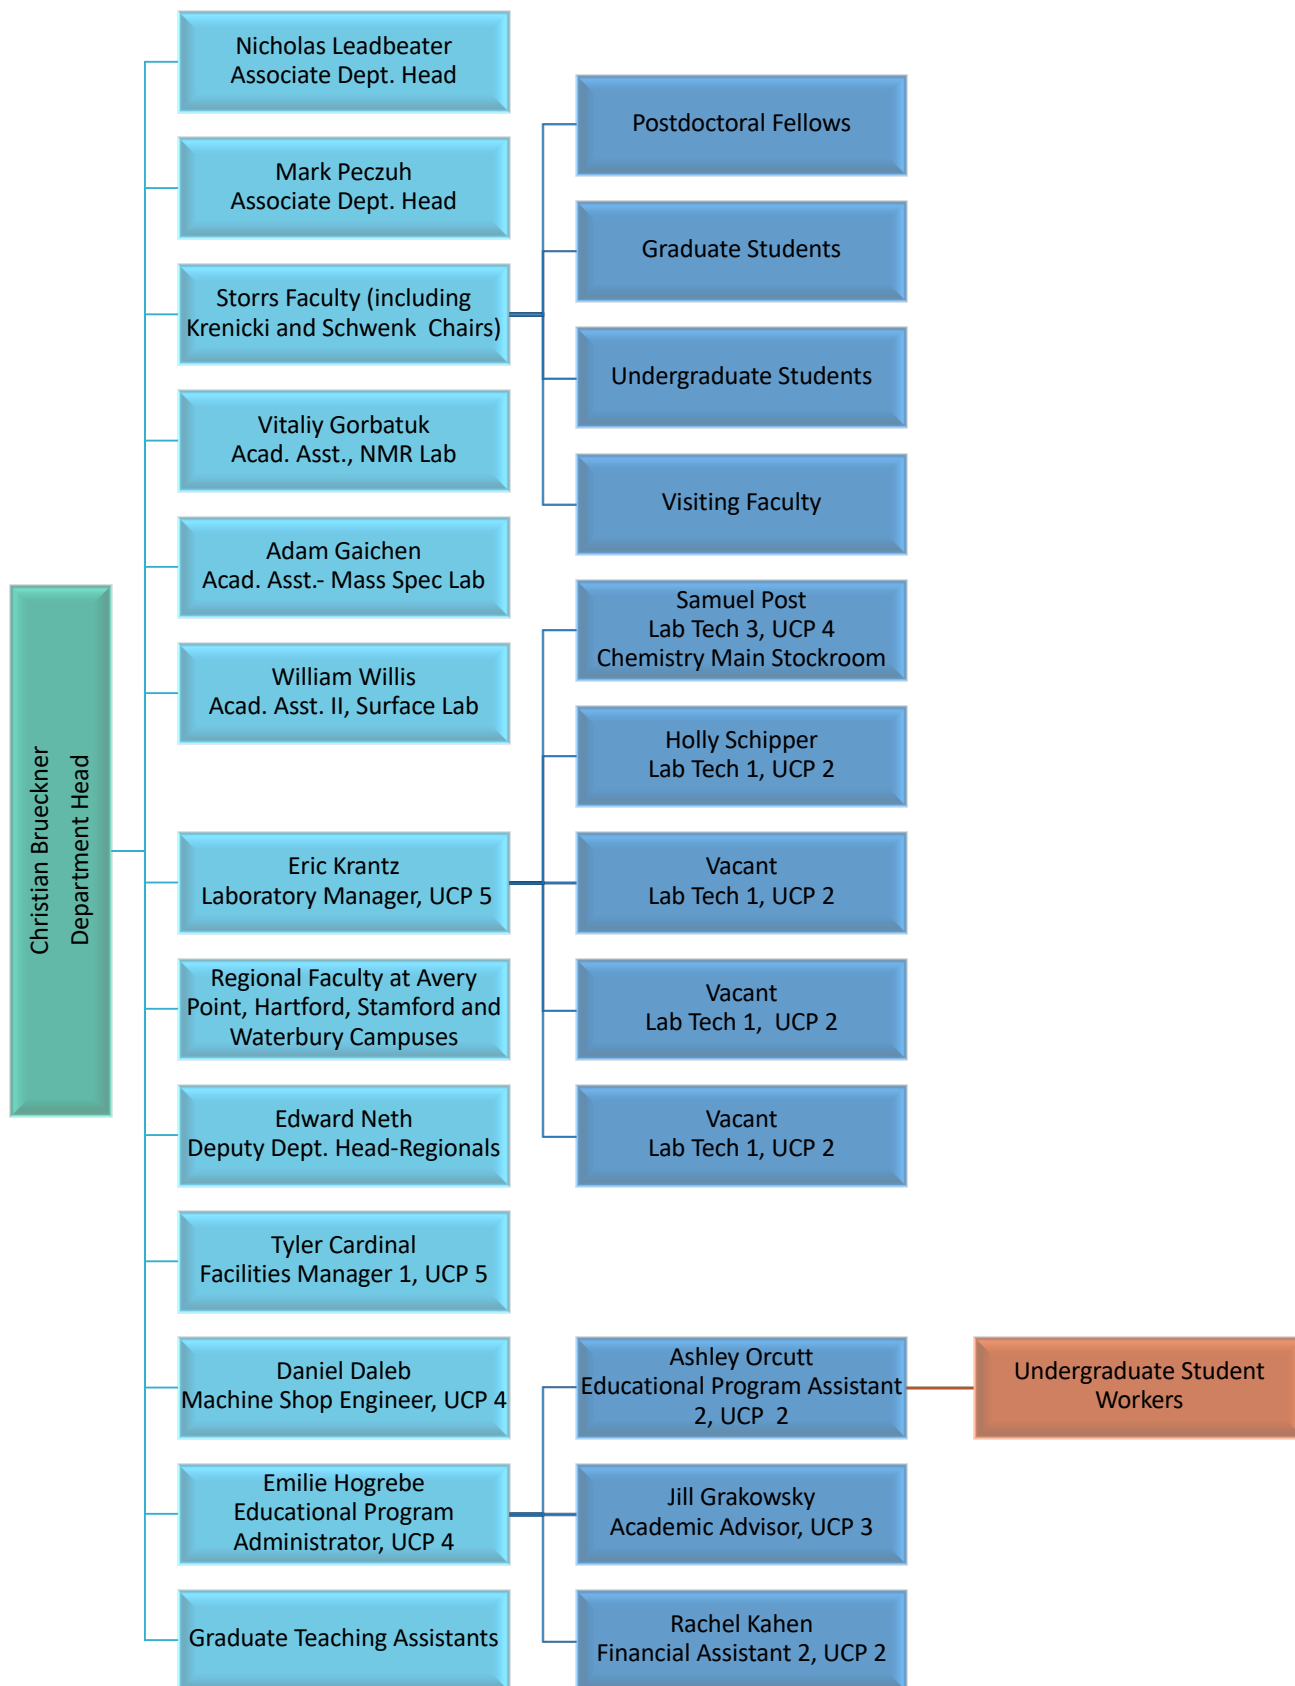 Christian Brueckner
Department Head
Nicholas Leadbeater
Associate Dept. Head
Mark Peczuh
Associate Dept. Head
Storrs Faculty (including
Krenicki and Schwenk  Chairs)
Postdoctoral Fellows
Graduate Students
Undergraduate Students
Visiting Faculty
Vitaliy Gorbatuk
Acad. Asst., NMR Lab
Adam Gaichen
Acad. Asst.- Mass Spec Lab
William Willis
Acad. Asst. II, Surface Lab
Eric Krantz
Laboratory Manager, UCP 5
Samuel Post
Lab Tech 3, UCP 4
Chemistry Main Stockroom
Holly Schipper
Lab Tech 1, UCP 2
Vacant
Lab Tech 1, UCP 2
Vacant
Lab Tech 1,  UCP 2
Vacant
Lab Tech 1, UCP 2
Regional Faculty at Avery
Point, Hartford, Stamford and
Waterbury Campuses
Edward Neth
Deputy Dept. Head-Regionals
Tyler Cardinal
Facilities Manager 1, UCP 5
Daniel Daleb
Machine Shop Engineer, UCP 4
Emilie Hogrebe
Educational Program
Administrator, UCP 4
Ashley Orcutt
Educational Program Assistant
2, UCP  2
Undergraduate Student
Workers
Jill Grakowsky
Academic Advisor, UCP 3
Rachel Kahen
Financial Assistant 2, UCP 2
Graduate Teaching Assistants